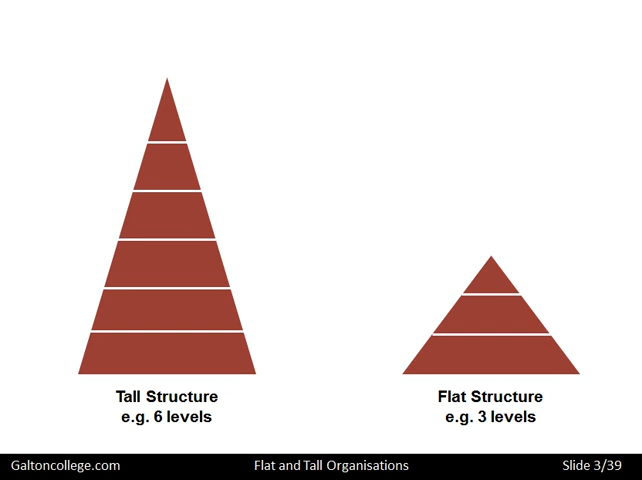 Tall Structure
e.g. 6 levels
Flat Structure
e.g. 3 levels
Galtoncollege.com
Flat and Tall Organisations
Slide 3/39